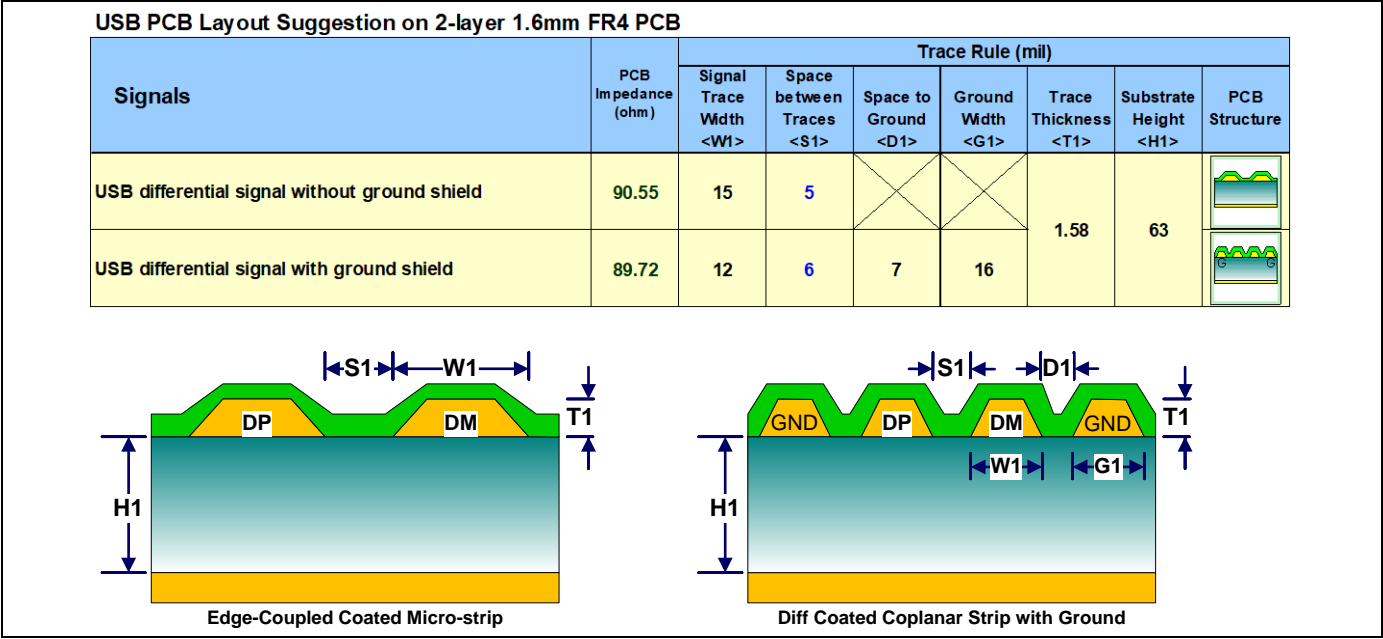 USB PCB Layout Suggestion on 2-layer 1.6mm FR4 PCB
Signals
PCB
Impedance
(ohm)
Trace Rule (mil)
Signal
Trace
Width
<W1>
Space
between
Traces
<S1>
Space to
Ground
<D1>
Ground
Width
<G1>
Trace
Thickness
<T1>
Substrate
Height
<H1>
PCB
Structure
USB differential signal without ground shield
90.55
15
5
1.58
63
USB differential signal with ground shield
89.72
12
6
7
16
G
G
S1
W1
T1
DP
DM
H1
Edge-Coupled Coated Micro-strip
S1
D1
T1
GND
DP
DM
GND
W1
G1
H1
Diff Coated Coplanar Strip with Ground